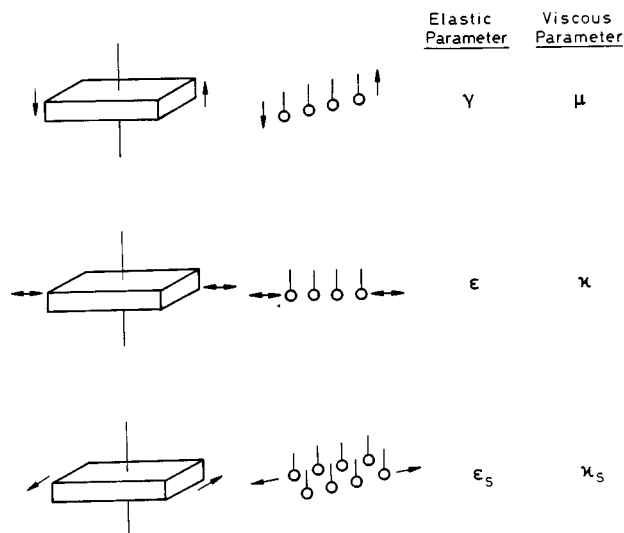 Elastic Viscous
Parameter Parameter
γ μ
ε ϰ
εs ϰs